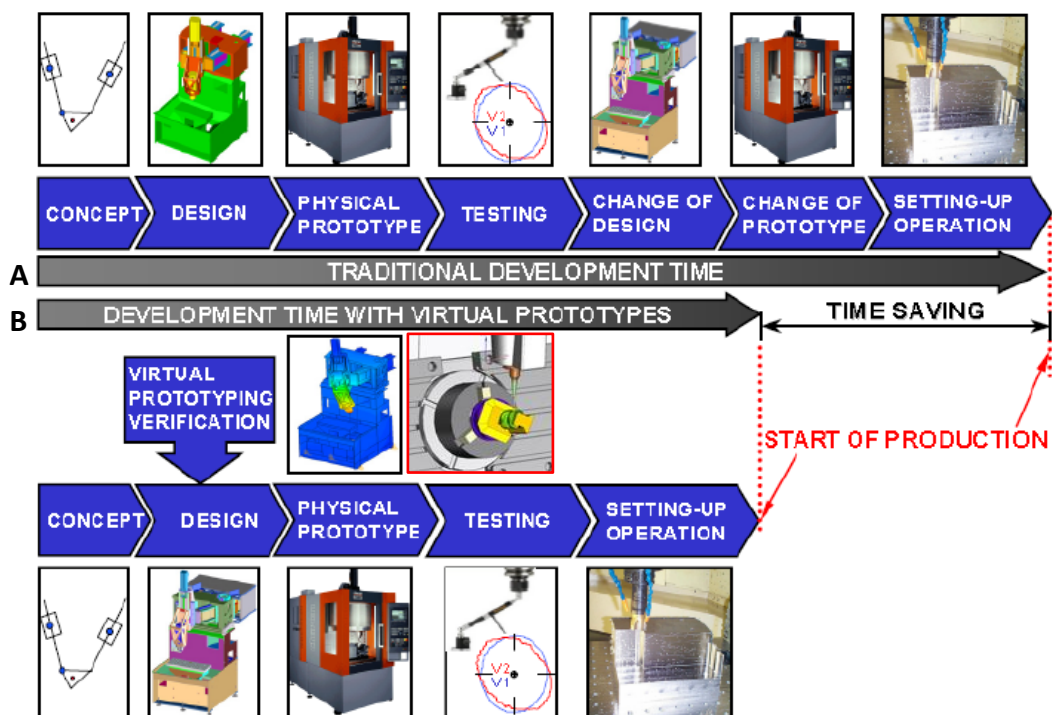 V2
V1
CONCEPT
DESIGN
PHYSICAL
PROTOTYPE
TESTING
CHANGE OF
DESIGN
CHANGE OF
PROTOTYPE
SETTING-UP
OPERATION
A
TRADITIONAL DEVELOPMENT TIME
B
DEVELOPMENT TIME WITH VIRTUAL PROTOTYPES
TIME SAVING
VIRTUAL
PROTOTYPING
VERIFICATION
START OF PRODUCTION
CONCEPT
DESIGN
PHYSICAL
PROTOTYPE
TESTING
SETTING-UP
OPERATION
V2
V1